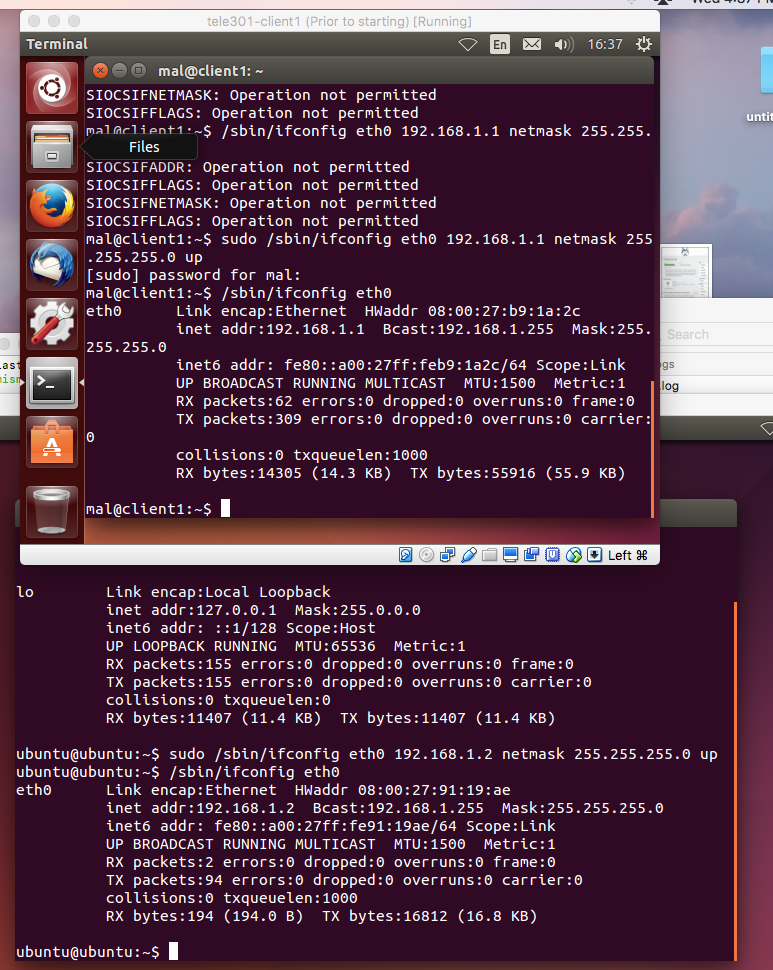 Wed 4:37 PM
tele301-client1 (Prior to starting) [Running]
Terminal
En
16:37
mal@client1: ~
SIOCSIFNETMASK: Operation not permitted
SIOCSIFFLAGS: Operation not permitted
mal@client1:~$ /sbin/ifconfig eth0 192.168.1.1 netmask 255.255.
Files
SIOCSIFADDR: Operation not permitted
SIOCSIFFLAGS: Operation not permitted
SIOCSIFNETMASK: Operation not permitted
SIOCSIFFLAGS: Operation not permitted
mal@client1:~$ sudo /sbin/ifconfig eth0 192.168.1.1 netmask 255
.255.255.0 up
[sudo] password for mal:
mal@client1:~$ /sbin/ifconfig eth0
eth0 Link encap:Ethernet HWaddr 08:00:27:b9:1a:2c
inet addr:192.168.1.1 Bcast:192.168.1.255 Mask:255.
255.255.0
inet6 addr: fe80::a00:27ff:feb9:1a2c/64 Scope:Link
UP BROADCAST RUNNING MULTICAST MTU:1500 Metric:1
RX packets:62 errors:0 dropped:0 overruns:0 frame:0
TX packets:309 errors:0 dropped:0 overruns:0 carrier:
0
collisions:0 txqueuelen:1000
RX bytes:14305 (14.3 KB) TX bytes:55916 (55.9 KB)
mal@client1:~$
Left ⌘
untit
Search
ogs
.log
Last
nism
lo Link encap:Local Loopback
inet addr:127.0.0.1 Mask:255.0.0.0
inet6 addr: ::1/128 Scope:Host
UP LOOPBACK RUNNING MTU:65536 Metric:1
RX packets:155 errors:0 dropped:0 overruns:0 frame:0
TX packets:155 errors:0 dropped:0 overruns:0 carrier:0
collisions:0 txqueuelen:0
RX bytes:11407 (11.4 KB) TX bytes:11407 (11.4 KB)
ubuntu@ubuntu:~$ sudo /sbin/ifconfig eth0 192.168.1.2 netmask 255.255.255.0 up
ubuntu@ubuntu:~$ /sbin/ifconfig eth0
eth0 Link encap:Ethernet HWaddr 08:00:27:91:19:ae
inet addr:192.168.1.2 Bcast:192.168.1.255 Mask:255.255.255.0
inet6 addr: fe80::a00:27ff:fe91:19ae/64 Scope:Link
UP BROADCAST RUNNING MULTICAST MTU:1500 Metric:1
RX packets:2 errors:0 dropped:0 overruns:0 frame:0
TX packets:94 errors:0 dropped:0 overruns:0 carrier:0
collisions:0 txqueuelen:1000
RX bytes:194 (194.0 B) TX bytes:16812 (16.8 KB)
ubuntu@ubuntu:~$